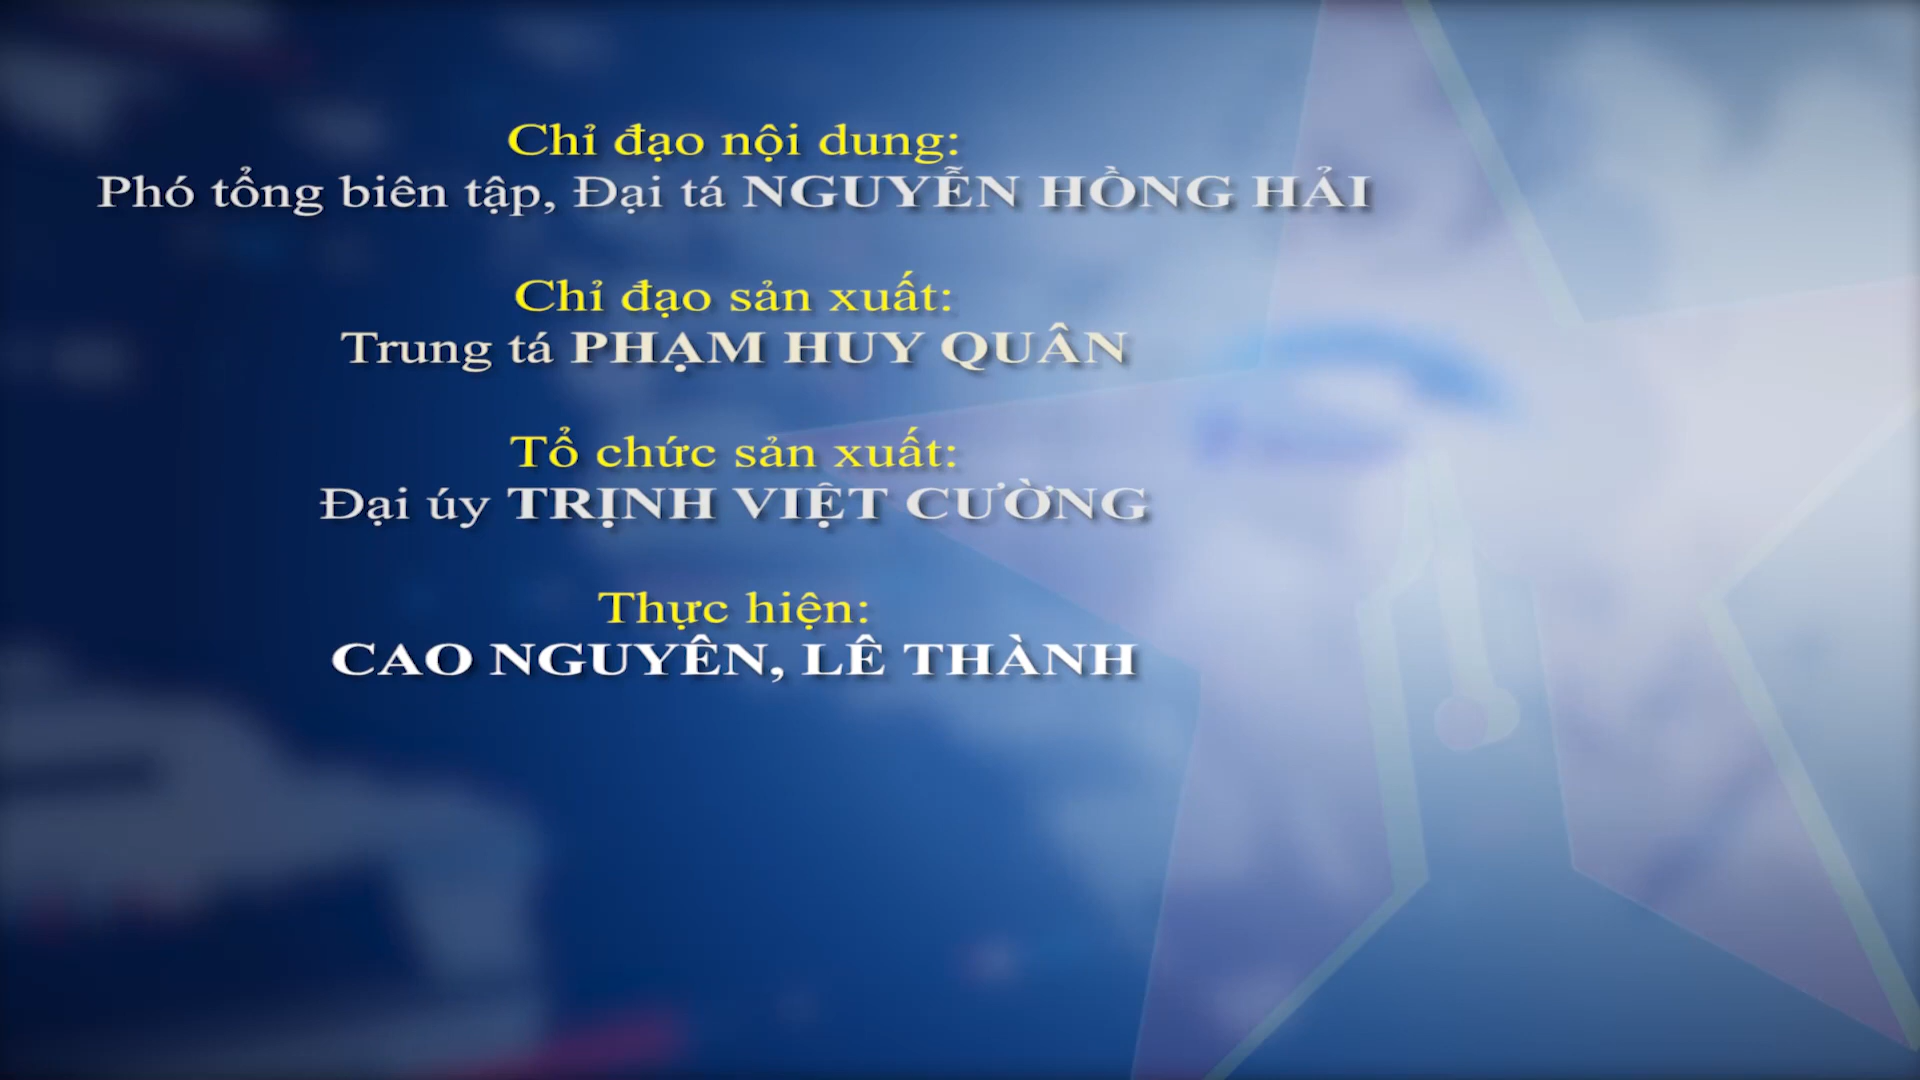 Chỉ đạo nội dung:
Phó tổng biên tập, Đại tá NGUYỄN HỒNG HẢI
Chỉ đạo sản xuất:
Trung tá PHẠM HUY QUÂN
Tổ chức sản xuất:
Đại úy TRỊNH VIỆT CƯỜNG
Thực hiện:
CAO NGUYÊN, LÊ THÀNH